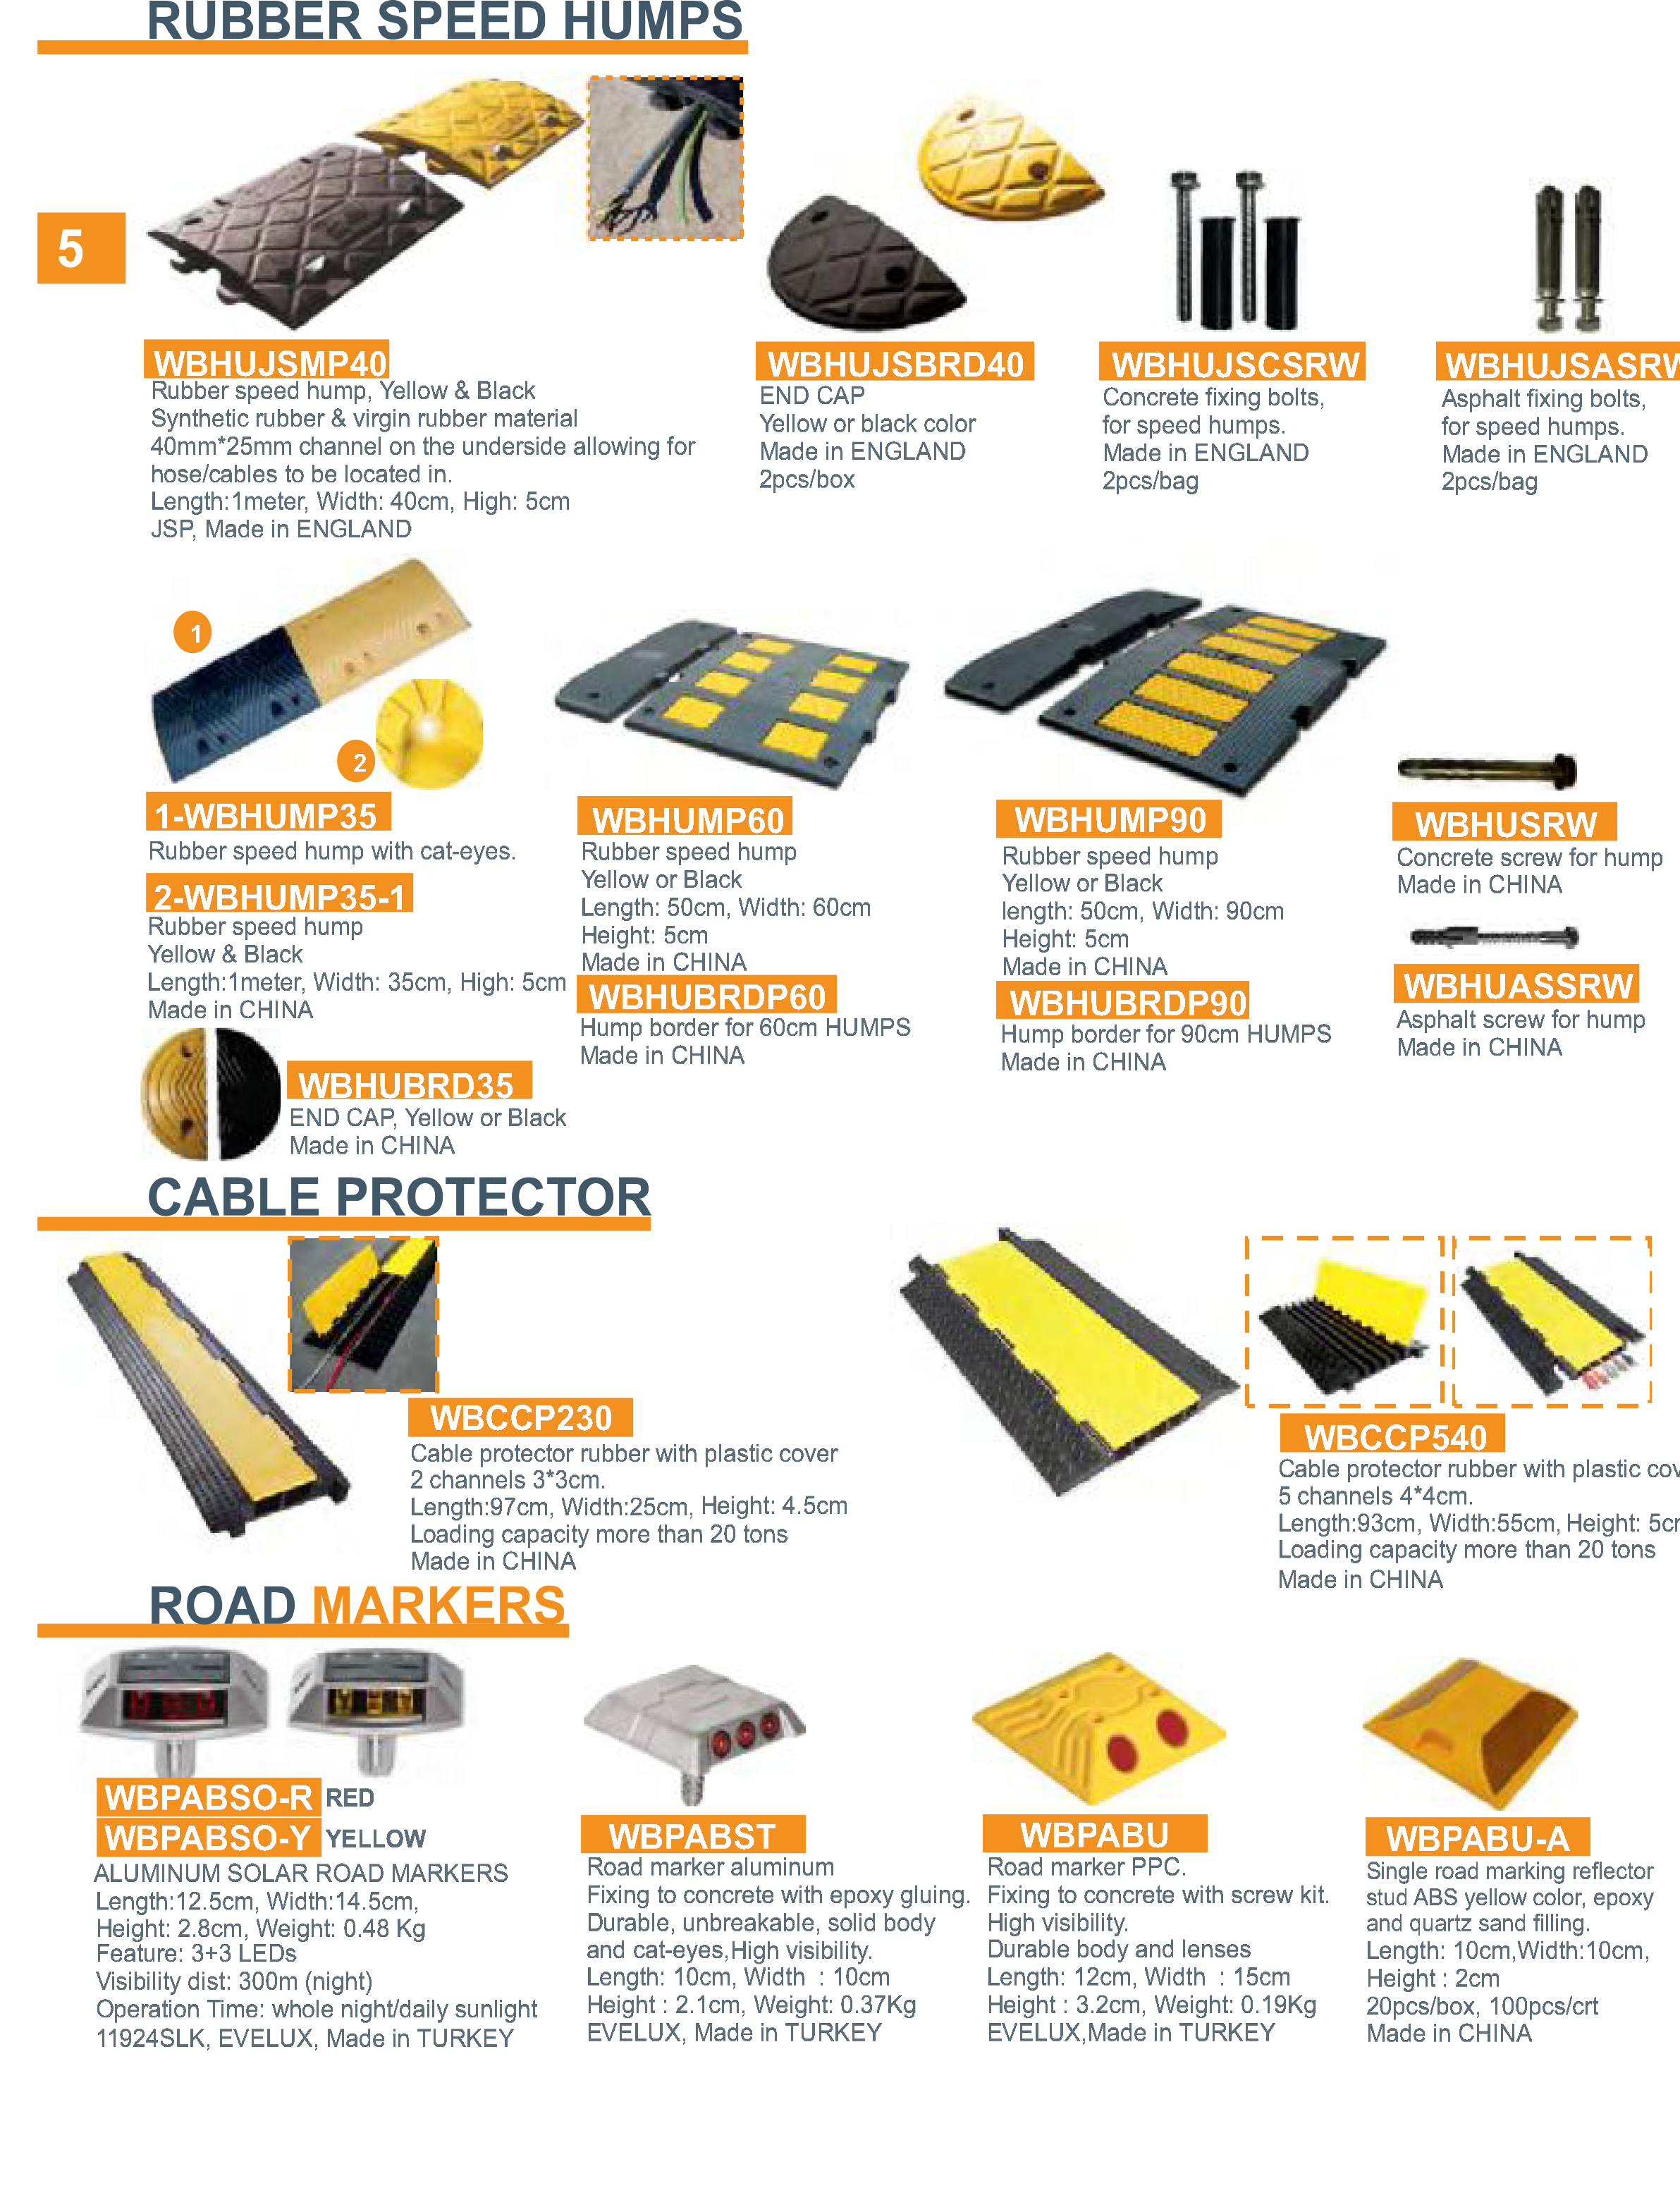 RUBBER SPEED HUMPS
5
WBHUJSMP40
Rubber speed hump, Yellow & Black
Synthetic rubber & virgin rubber material
40mm*25mm channel on the underside allowing for
hose/cables to be located in.
Length:1meter, Width: 40cm, High: 5cm
JSP, Made in ENGLAND
WBHUJSBRD40
END CAP
Yellow or black color
Made in ENGLAND
2pcs/box
WBHUJSCSRW
Concrete fixing bolts,
for speed humps.
Made in ENGLAND
2pcs/bag
WBHUJSASRW
Asphalt fixing bolts,
for speed humps.
Made in ENGLAND
2pcs/bag
1
2
1-WBHUMP35
Rubber speed hump with cat-eyes.
2-WBHUMP35-1
Rubber speed hump
Yellow & Black
Length:1meter, Width: 35cm, High: 5cm
Made in CHINA
WBHUBRD35
END CAP, Yellow or Black
Made in CHINA
WBHUMP60
Rubber speed hump
Yellow or Black
Length: 50cm, Width: 60cm
Height: 5cm
Made in CHINA
WBHUBRDP60
Hump border for 60cm HUMPS
Made in CHINA
WBHUMP90
Rubber speed hump
Yellow or Black
length: 50cm, Width: 90cm
Height: 5cm
Made in CHINA
WBHUBRDP90
Hump border for 90cm HUMPS
Made in CHINA
WBHUSRW
Concrete screw for hump
Made in CHINA
WBHUASSRW
Asphalt screw for hump
Made in CHINA
CABLE PROTECTOR
WBCCP230
Cable protector rubber with plastic cover
2 channels 3*3cm.
Length:97cm, Width:25cm, Height: 4.5cm
Loading capacity more than 20 tons
Made in CHINA
WBCCP540
Cable protector rubber with plastic cov
5 channels 4*4cm.
Length:93cm, Width:55cm, Height: 5cm
Loading capacity more than 20 tons
Made in CHINA
ROAD MARKERS
WBPABSO-R RED
WBPABSO-Y YELLOW
ALUMINUM SOLAR ROAD MARKERS
Length:12.5cm, Width:14.5cm,
Height: 2.8cm, Weight: 0.48 Kg
Feature: 3+3 LEDs
Visibility dist: 300m (night)
Operation Time: whole night/daily sunlight
11924SLK, EVELUX, Made in TURKEY
WBPABST
Road marker aluminum
Fixing to concrete with epoxy gluing.
Durable, unbreakable, solid body
and cat-eyes,High visibility.
Length: 10cm, Width : 10cm
Height : 2.1cm, Weight: 0.37Kg
EVELUX, Made in TURKEY
WBPABU
Road marker PPC.
Fixing to concrete with screw kit.
High visibility.
Durable body and lenses
Length: 12cm, Width : 15cm
Height : 3.2cm, Weight: 0.19Kg
EVELUX,Made in TURKEY
WBPABU-A
Single road marking reflector
stud ABS yellow color, epoxy
and quartz sand filling.
Length: 10cm,Width:10cm,
Height : 2cm
20pcs/box, 100pcs/crt
Made in CHINA